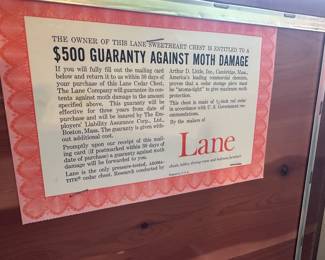 THE OWNER OF THIS LANE SWEETHEART CHEST IS ENTITLED TO A
$500 GUARANTY AGAINST MOTH DAMAGE
If you will fully fill out the mailing card
below and return it to us within 30 days of
your purchase of this Lane Cedar Chest,
The Lane Company will guarantee its con-
tents against moth damage in the amount
specified above. This guaranty will be
effective for three years from date of
purchase and will be issued by The Em-
ployers' Liability Assurance Corp., Ltd.,
Boston, Mass. The guaranty is given with-
out additional cost.
Promptly upon our receipt of this mail-
ing card (if postmarked within 30 days of
date of purchase) a guaranty against moth
damage will be forwarded to you.
Lane is the only pressure-tested, AROMA-
TITE cedar chest. Research conducted by
Arthur D. Little, Inc., Cambridge, Mass.,
America's leading commercial chemists,
proves that a cedar storage piece must
be "aroma-tight" to give maximum moth
protection.
This chest is made of 3/4-inch red cedar
in accordance with U. S. Government rec-
ommendations.
By the makers of
Lane